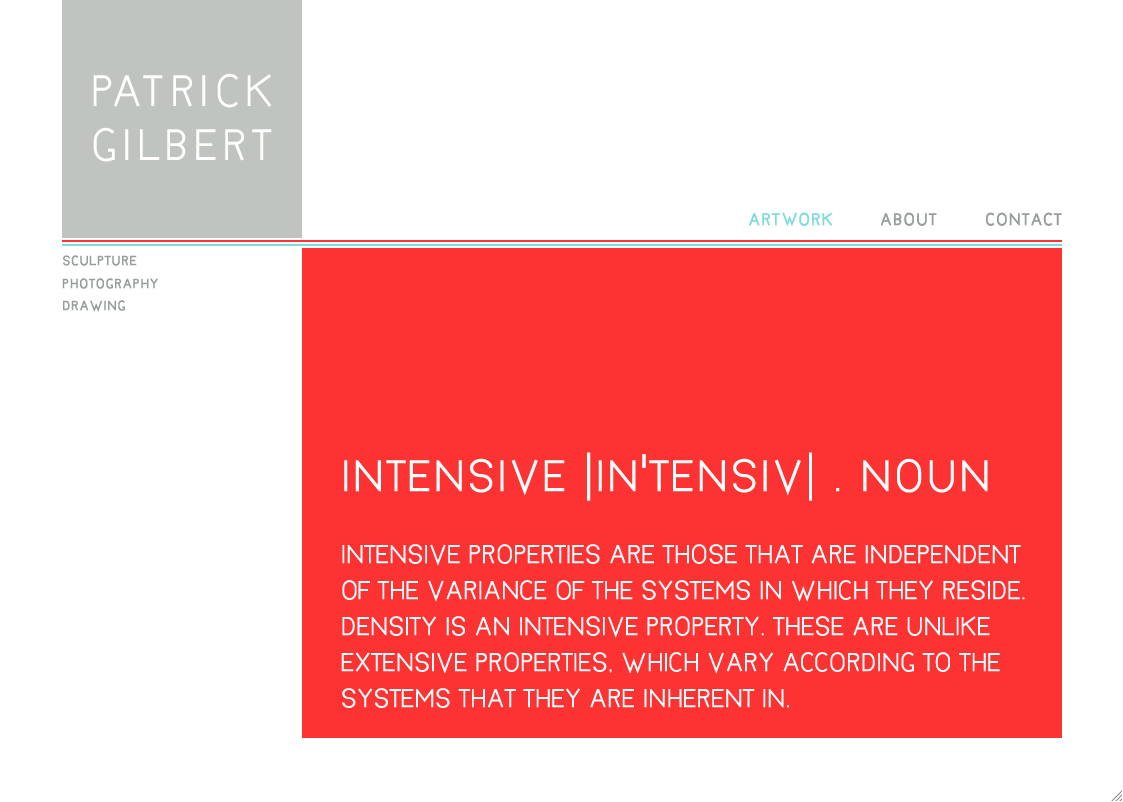 PATRICK
GILBERT
ARTWORK ABOUT CONTACT
SCULPTURE
PHOTOGRAPHY
DRAWING
INTENSIVE |IN'TENSIV| . NOUN
INTENSIVE PROPERTIES ARE THOSE THAT ARE INDEPENDENT
OF THE VARIANCE OF THE SYSTEMS IN WHICH THEY RESIDE.
DENSITY IS AN INTENSIVE PROPERTY. THESE ARE UNLIKE
EXTENSIVE PROPERTIES, WHICH VARY ACCORDING TO THE
SYSTEMS THAT THEY ARE INHERENT IN.